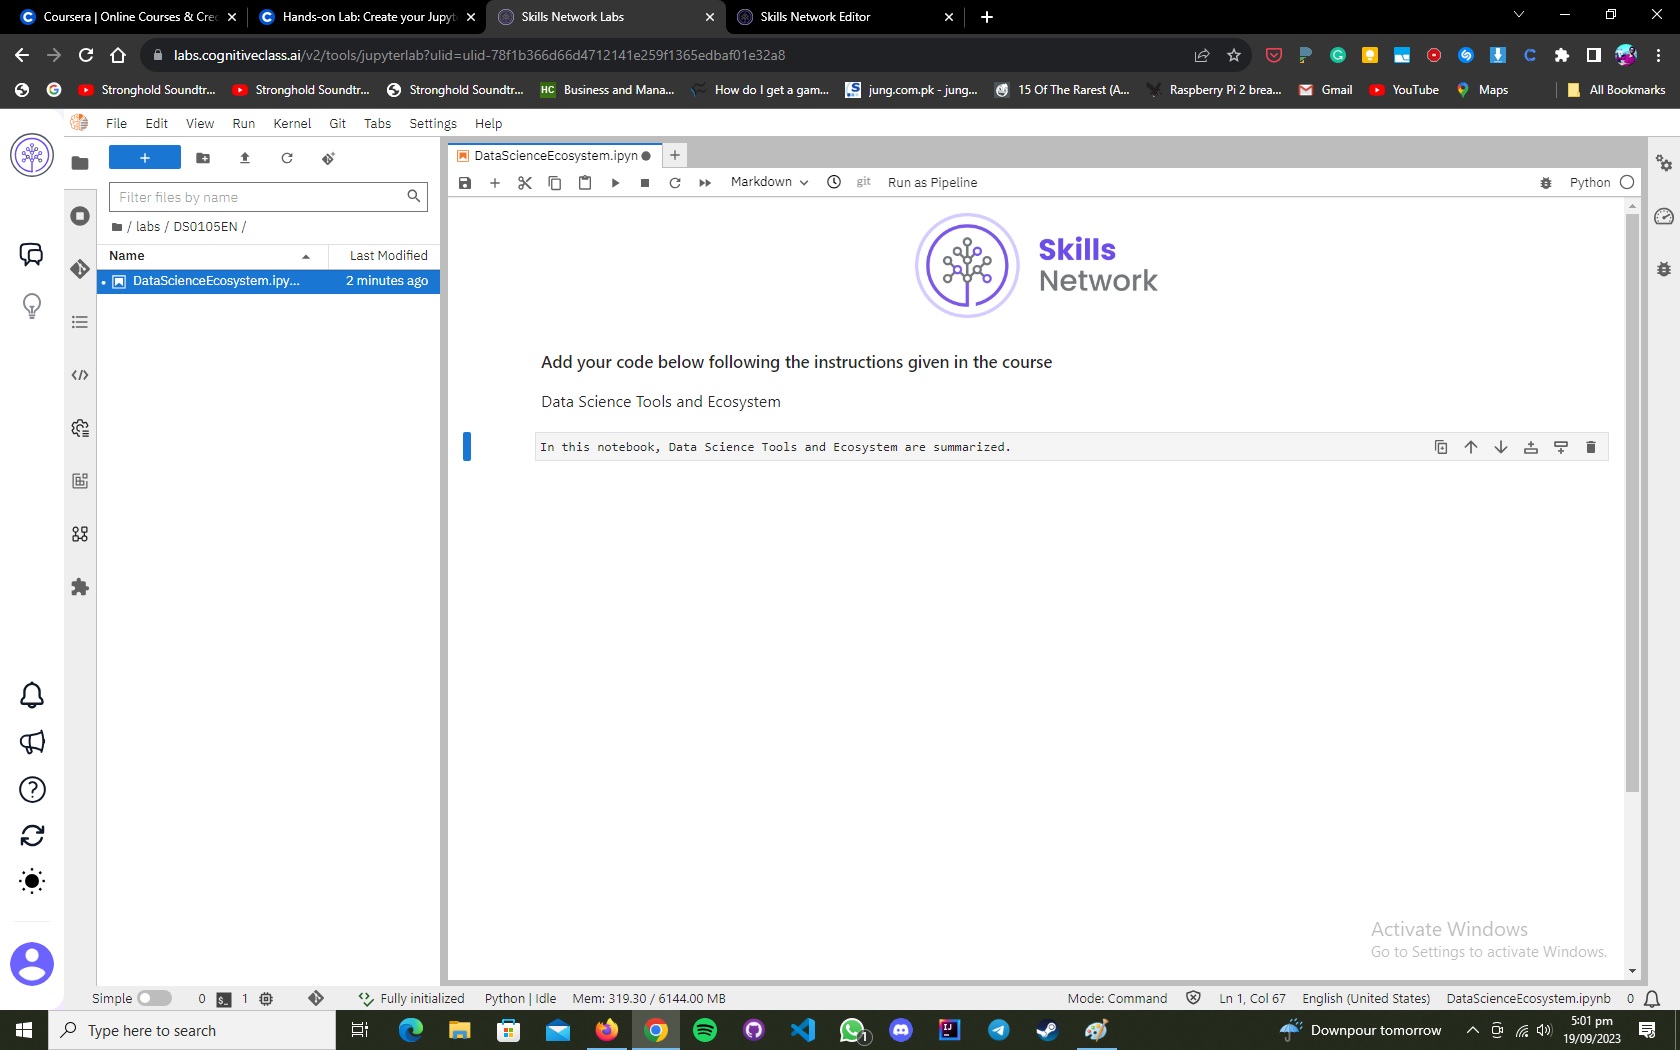 Coursera | Online Courses & Cre
Hands-on Lab: Create your Jupyt
Skills Network Labs
Skills Network Editor
labs.cognitiveclass.ai/v2/tools/jupyterlab?ulid=ulid-78f1b366d66d4712141e259f1365edbaf01e32a8
Stronghold Soundtr...
Stronghold Soundtr...
Stronghold Soundtr...
HC Business and Mana...
How do I get a gam...
jung.com.pk - jung...
15 Of The Rarest (A...
Raspberry Pi 2 brea...
Gmail
YouTube
Maps
All Bookmarks
File Edit View Run Kernel Git Tabs Settings Help
DataScienceEcosystem.ipyn
Markdown
git
Run as Pipeline
Python
Filter files by name
/ labs / DS0105EN /
Name
Last Modified
DataScienceEcosystem.ipy...
2 minutes ago
Skills
Network
Add your code below following the instructions given in the course
Data Science Tools and Ecosystem
In this notebook, Data Science Tools and Ecosystem are summarized.
Activate Windows
Go to Settings to activate Windows.
Simple
0
1
Fully initialized
Python | Idle
Mem: 319.30 / 6144.00 MB
Mode: Command
Ln 1, Col 67
English (United States)
DataScienceEcosystem.ipynb
0
Type here to search
1
Downpour tomorrow
5:01 pm
19/09/2023